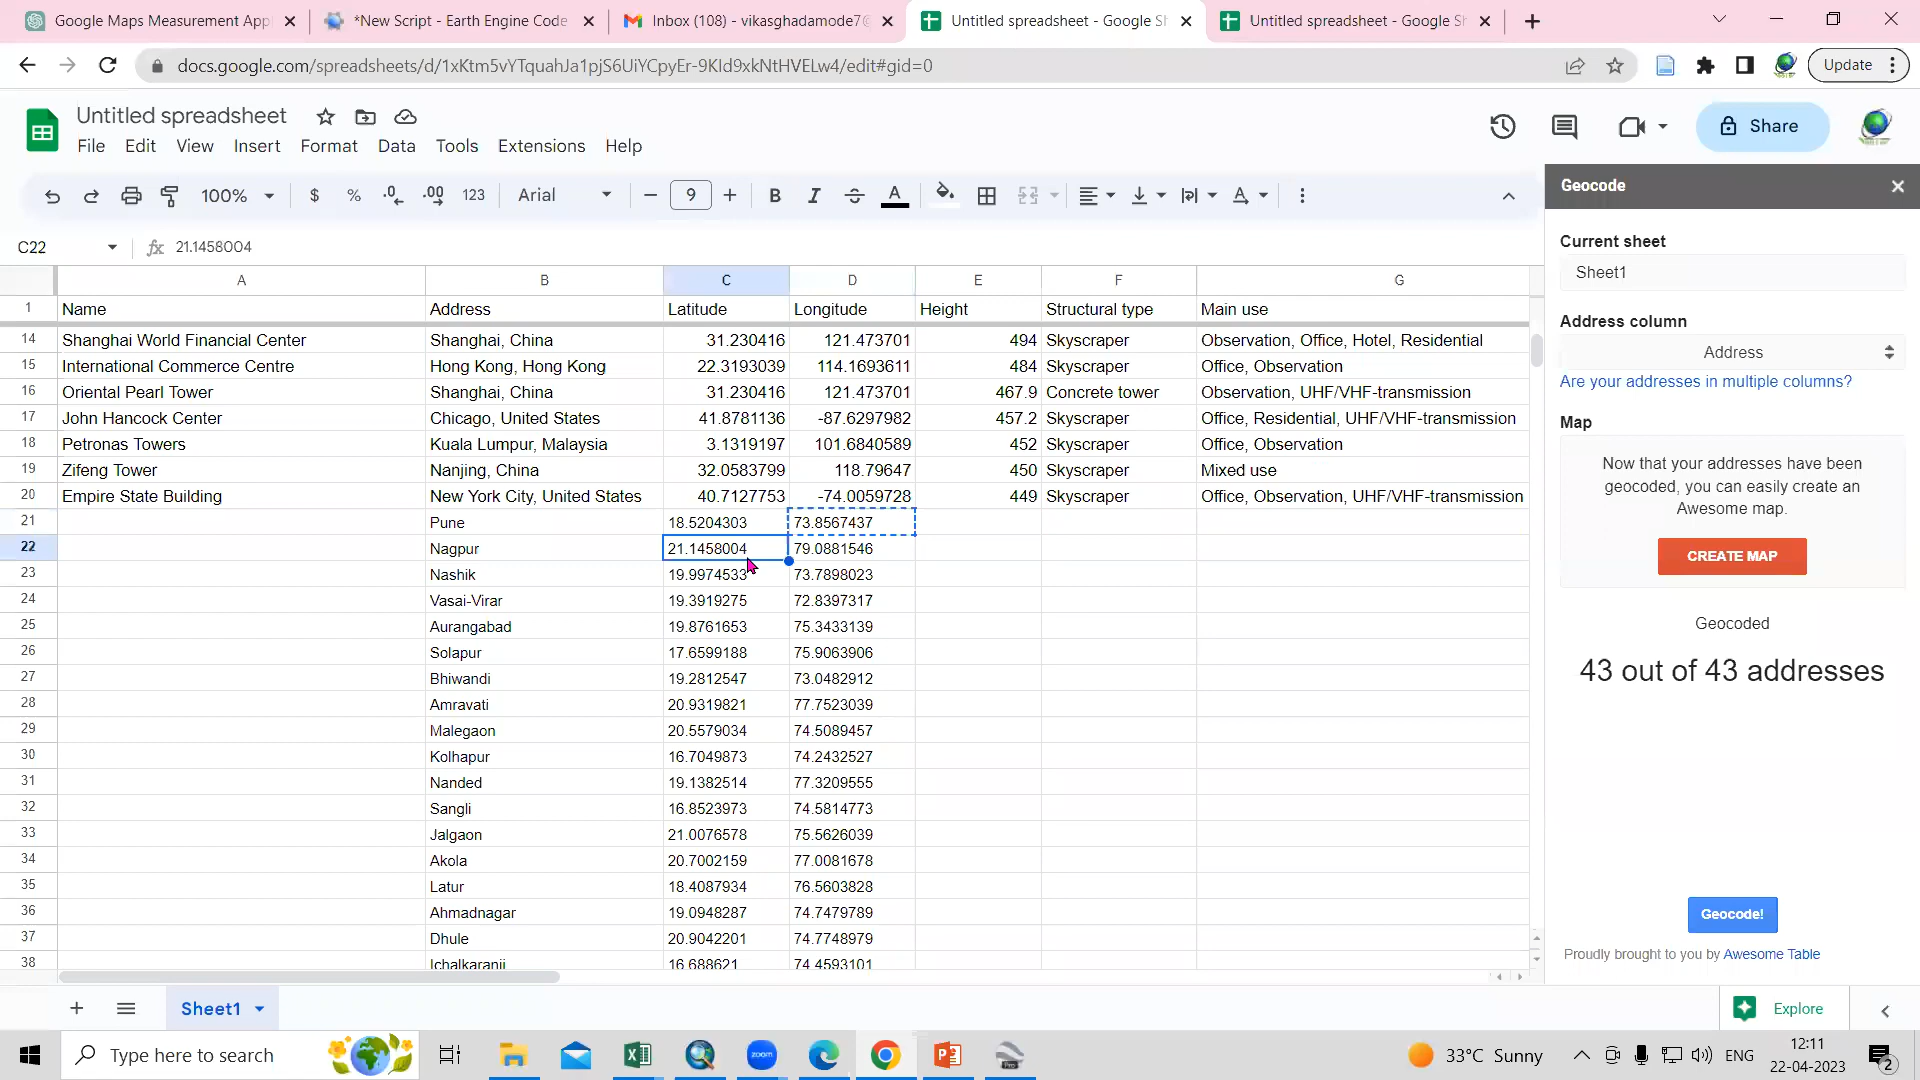 Google Maps Measurement App
*New Script - Earth Engine Code
Inbox (108) - vikasghadamode7@
Untitled spreadsheet - Google Sh
Untitled spreadsheet - Google Sh
docs.google.com/spreadsheets/d/1xKtm5vYTquahJa1pjS6UiYCpyEr-9KId9xkNtHVELw4/edit#gid=0
Update
Untitled spreadsheet
File Edit View Insert Format Data Tools Extensions Help
Share
100% $ % .0 .00 123 Arial 9 B I S A
C22 fx 21.1458004
A B C D E F G
1 Name Address Latitude Longitude Height Structural type Main use
14 Shanghai World Financial Center Shanghai, China 31.230416 121.473701 494 Skyscraper Observation, Office, Hotel, Residential
15 International Commerce Centre Hong Kong, Hong Kong 22.3193039 114.1693611 484 Skyscraper Office, Observation
16 Oriental Pearl Tower Shanghai, China 31.230416 121.473701 467.9 Concrete tower Observation, UHF/VHF-transmission
17 John Hancock Center Chicago, United States 41.8781136 -87.6297982 457.2 Skyscraper Office, Residential, UHF/VHF-transmission
18 Petronas Towers Kuala Lumpur, Malaysia 3.1319197 101.6840589 452 Skyscraper Office, Observation
19 Zifeng Tower Nanjing, China 32.0583799 118.79647 450 Skyscraper Mixed use
20 Empire State Building New York City, United States 40.7127753 -74.0059728 449 Skyscraper Office, Observation, UHF/VHF-transmission
21 Pune 18.5204303 73.8567437
22 Nagpur 21.1458004 79.0881546
23 Nashik 19.9974533 73.7898023
24 Vasai-Virar 19.3919275 72.8397317
25 Aurangabad 19.8761653 75.3433139
26 Solapur 17.6599188 75.9063906
27 Bhiwandi 19.2812547 73.0482912
28 Amravati 20.9319821 77.7523039
29 Malegaon 20.5579034 74.5089457
30 Kolhapur 16.7049873 74.2432527
31 Nanded 19.1382514 77.3209555
32 Sangli 16.8523973 74.5814773
33 Jalgaon 21.0076578 75.5626039
34 Akola 20.7002159 77.0081678
35 Latur 18.4087934 76.5603828
36 Ahmadnagar 19.0948287 74.7479789
37 Dhule 20.9042201 74.7748979
38 Ichalkaranji 16.688621 74.4593101
Geocode
Current sheet
Sheet1
Address column
Address
Are your addresses in multiple columns?
Map
Now that your addresses have been
geocoded, you can easily create an
Awesome map.
CREATE MAP
Geocoded
43 out of 43 addresses
Geocode!
Proudly brought to you by Awesome Table
Sheet1
Explore
Type here to search
zoom
33°C Sunny
ENG
12:11
22-04-2023
2